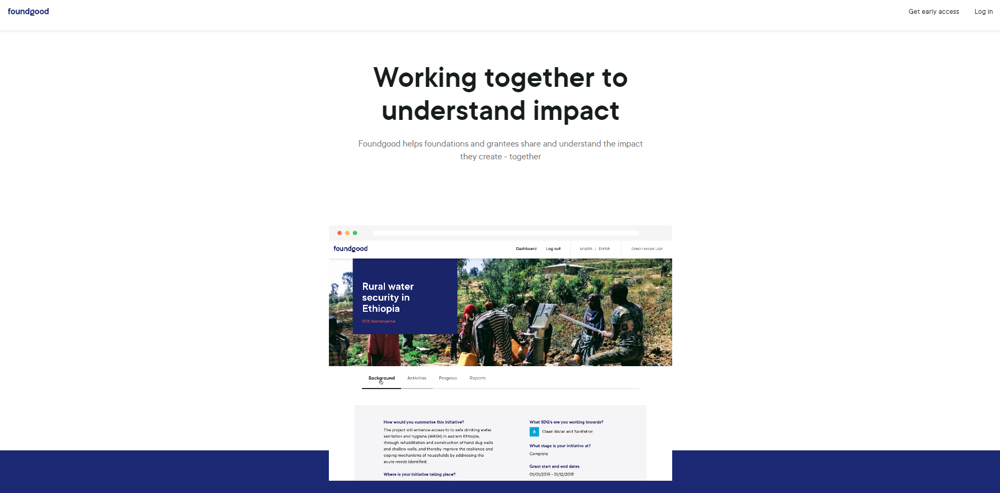 foundgood
Get early access
Log in
Working together to
understand impact
Foundgood helps foundations and grantees share and understand the impact
they create - together
foundgood
Dashboard
Log out
English / Danish
Demo Fonden User
Rural water
security in
Ethiopia
SOS Børnebyerne
Background
Activities
Progress
Reports
How would you summarise this initiative?
The project will enhance access to to safe drinking water,
sanitation and hygiene (WASH) in eastern Ethiopia,
through rehabilitation and construction of hand dug wells
and shallow wells, and thereby improve the resilience and
coping mechanisms of households by addressing the
acute needs identified.
Where is your initiative taking place?
What SDG's are you working towards?
6 Clean Water and Sanitation
What stage is your initiative at?
Complete
Grant start and end dates
01/01/2019 - 31/12/2019